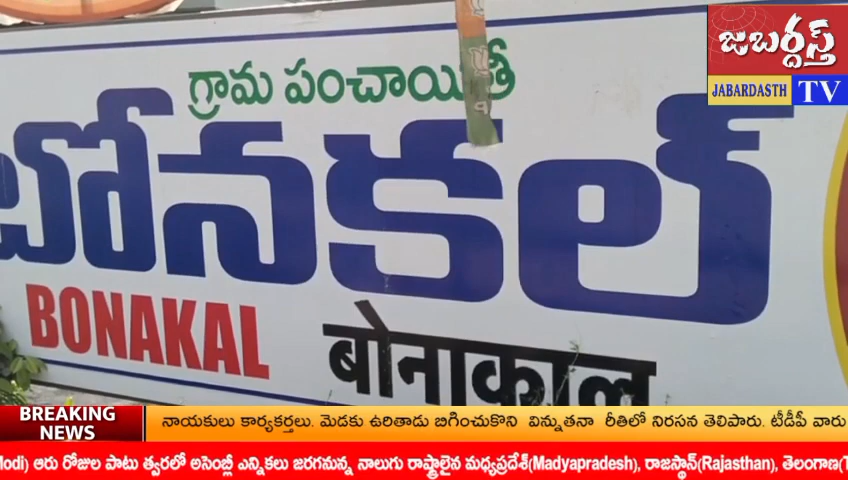 జబర్దస్త్
JABARDASTH TV
గ్రామ పంచాయితీ
బోనకల్
BONAKAL
बोनाकाल
BREAKING NEWS
నాయకులు కార్యకర్తలు. మెడకు ఉరితాడు బిగించుకొని విన్నుతనా రీతిలో నిరసన తెలిపారు. టీడీపీ వారు
Modi) ఆరు రోజుల పాటు త్వరలో అసెంబ్లీ ఎన్నికలు జరగనున్న నాలుగు రాష్ట్రాలైన మధ్యప్రదేశ్(Madyapradesh), రాజస్థాన్(Rajasthan), తెలంగాణ(T